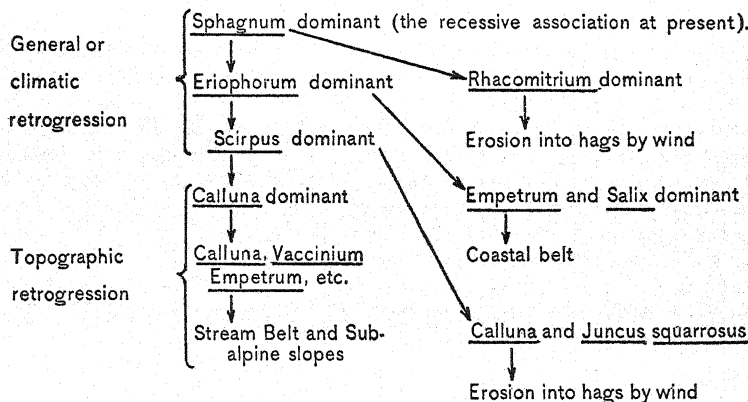 Sphagnum dominant (the recessive association at present).
General or
climatic
retrogression
Eriophorum dominant
Rhacomitrium dominant
Scirpus dominant
Erosion into hags by wind
Calluna dominant
Empetrum and Salix dominant
Topographic
retrogression
Calluna, Vaccinium
Empetrum, etc.
Coastal belt
Stream Belt and Sub-
alpine slopes
Calluna and Juncus squarrosus
Erosion into hags by wind